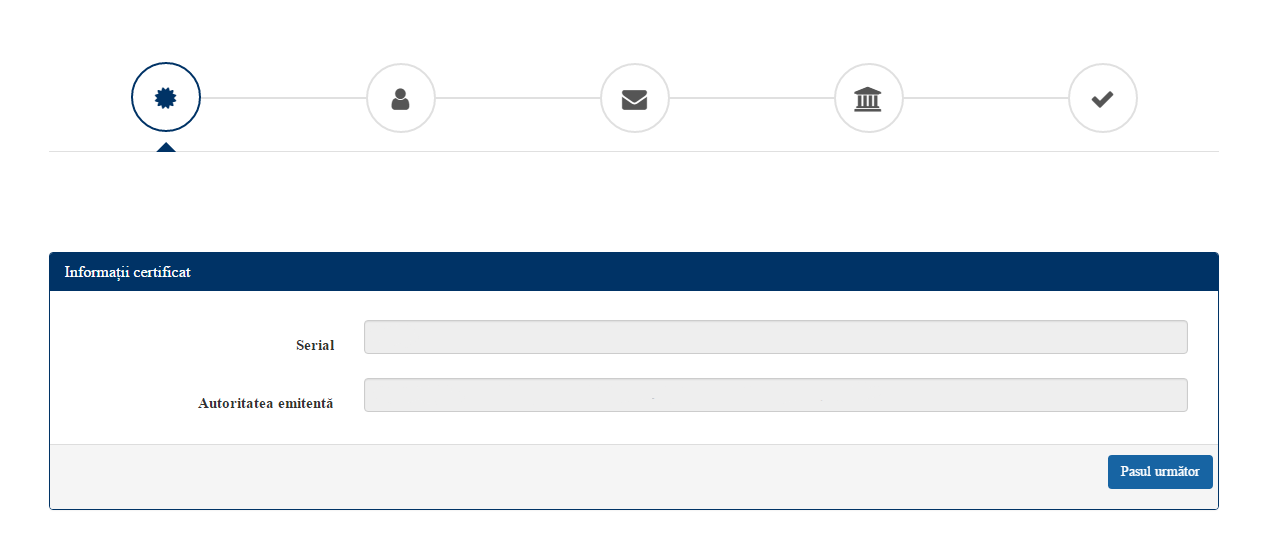 Informații certificat
Serial
Autoritatea emitentă
Pasul următor